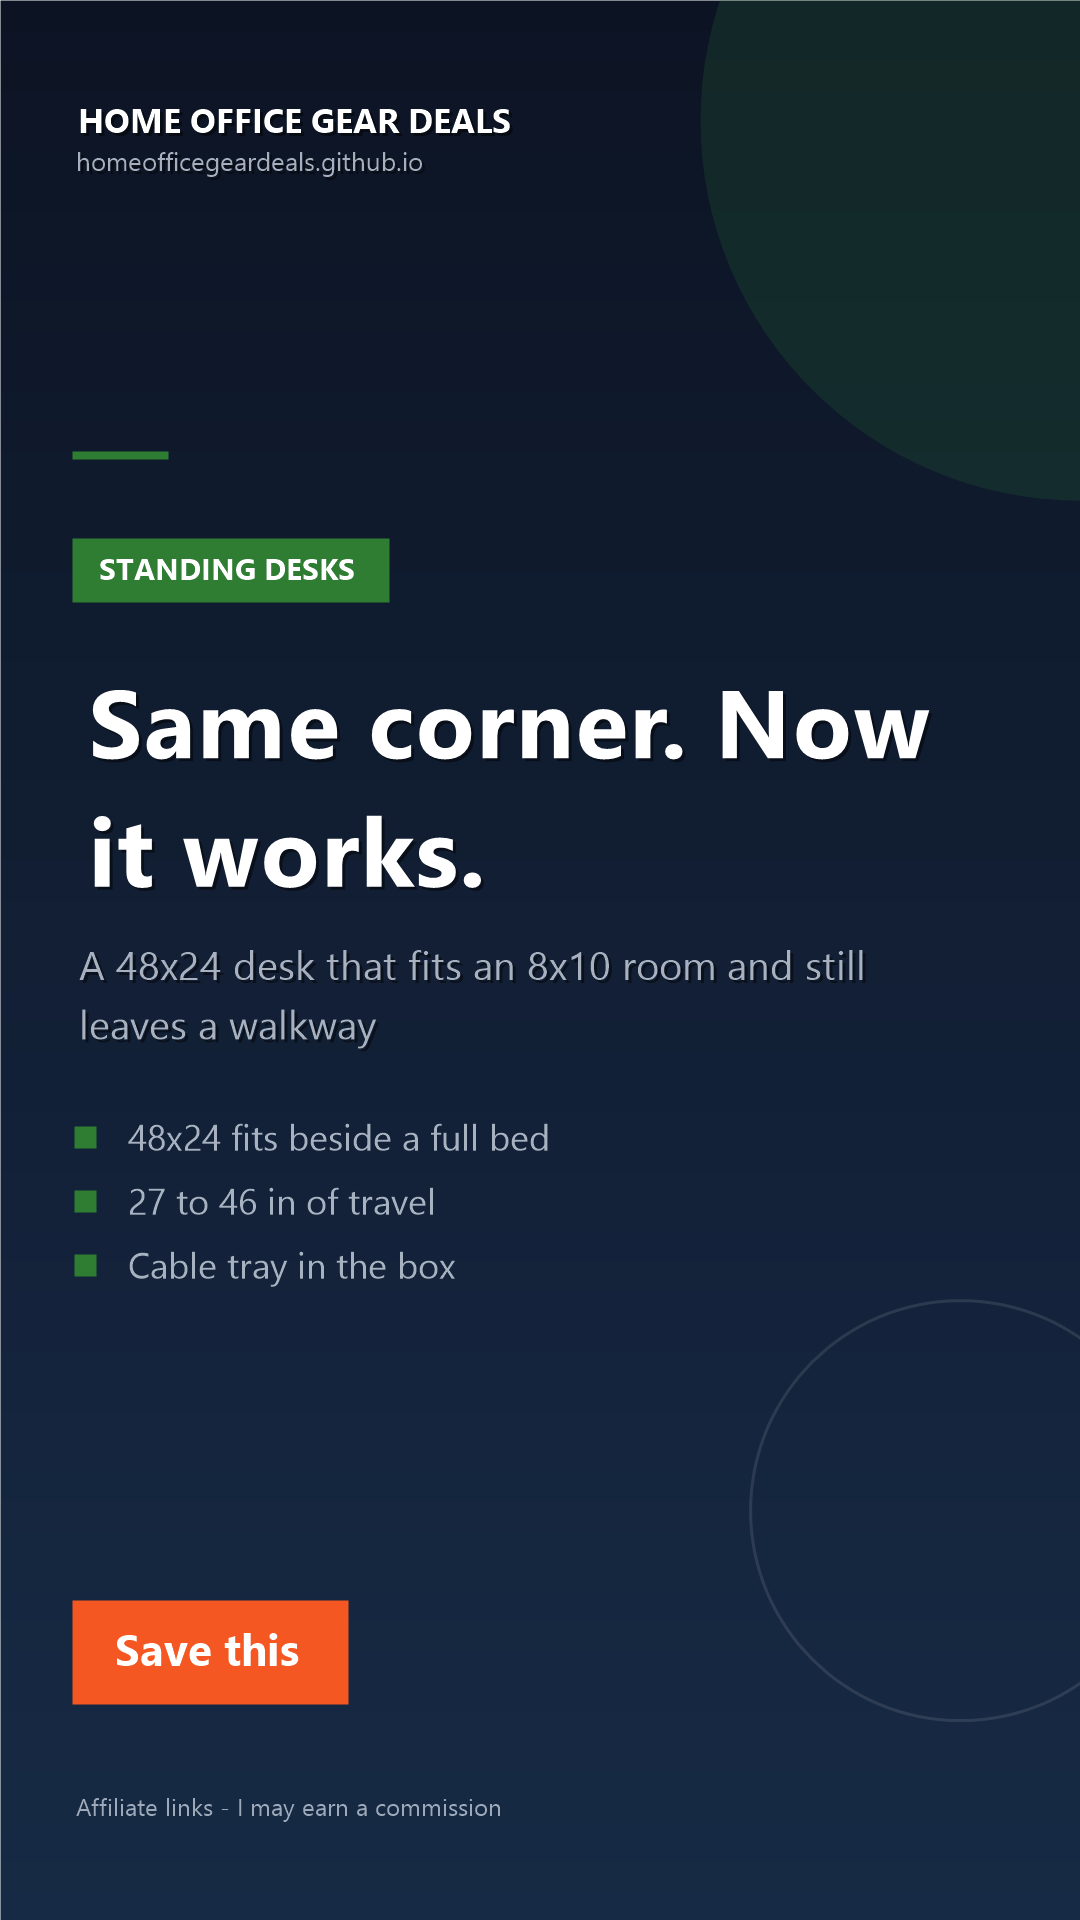 HOME OFFICE GEAR DEALS
homeofficegeardeals.github.io
STANDING DESKS
Same corner. Now
it works.
A 48x24 desk that fits an 8x10 room and still
leaves a walkway
48x24 fits beside a full bed
27 to 46 in of travel
Cable tray in the box
Save this
Affiliate links - I may earn a commission